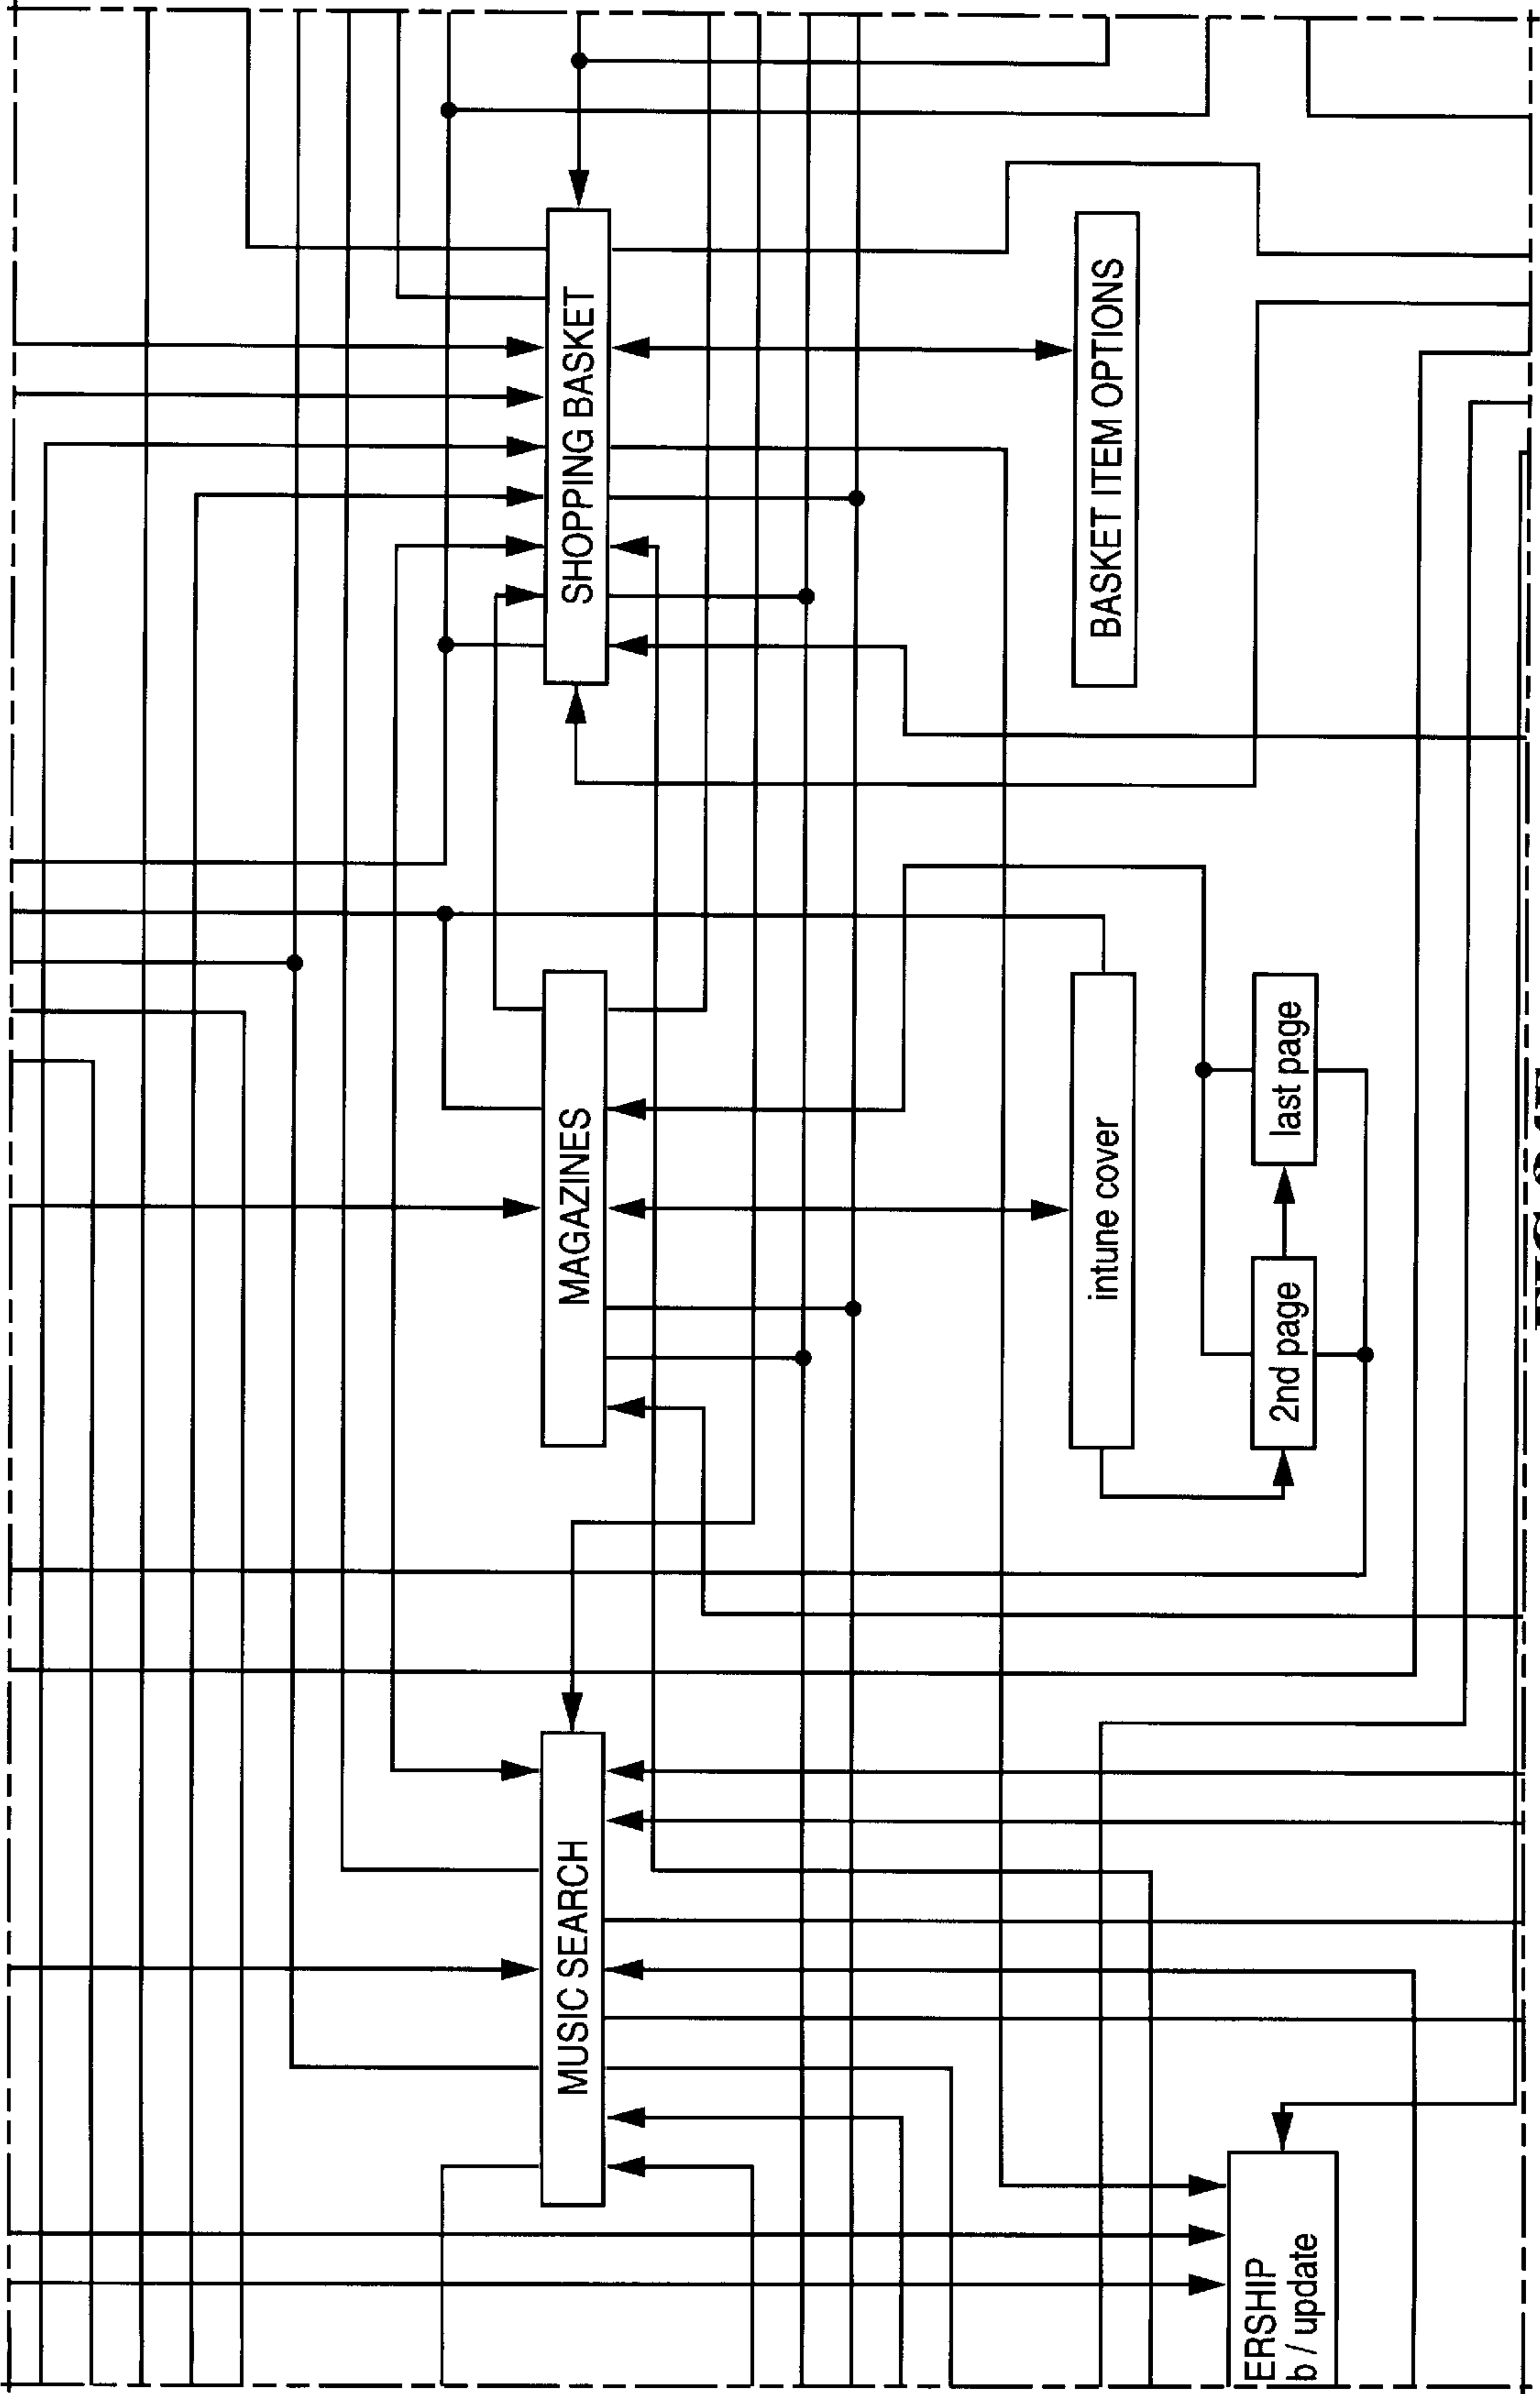 MUSIC SEARCH
MAGAZINES
SHOPPING BASKET
ERSHIP
b / update
intune cover
2nd page
last page
BASKET ITEM OPTIONS